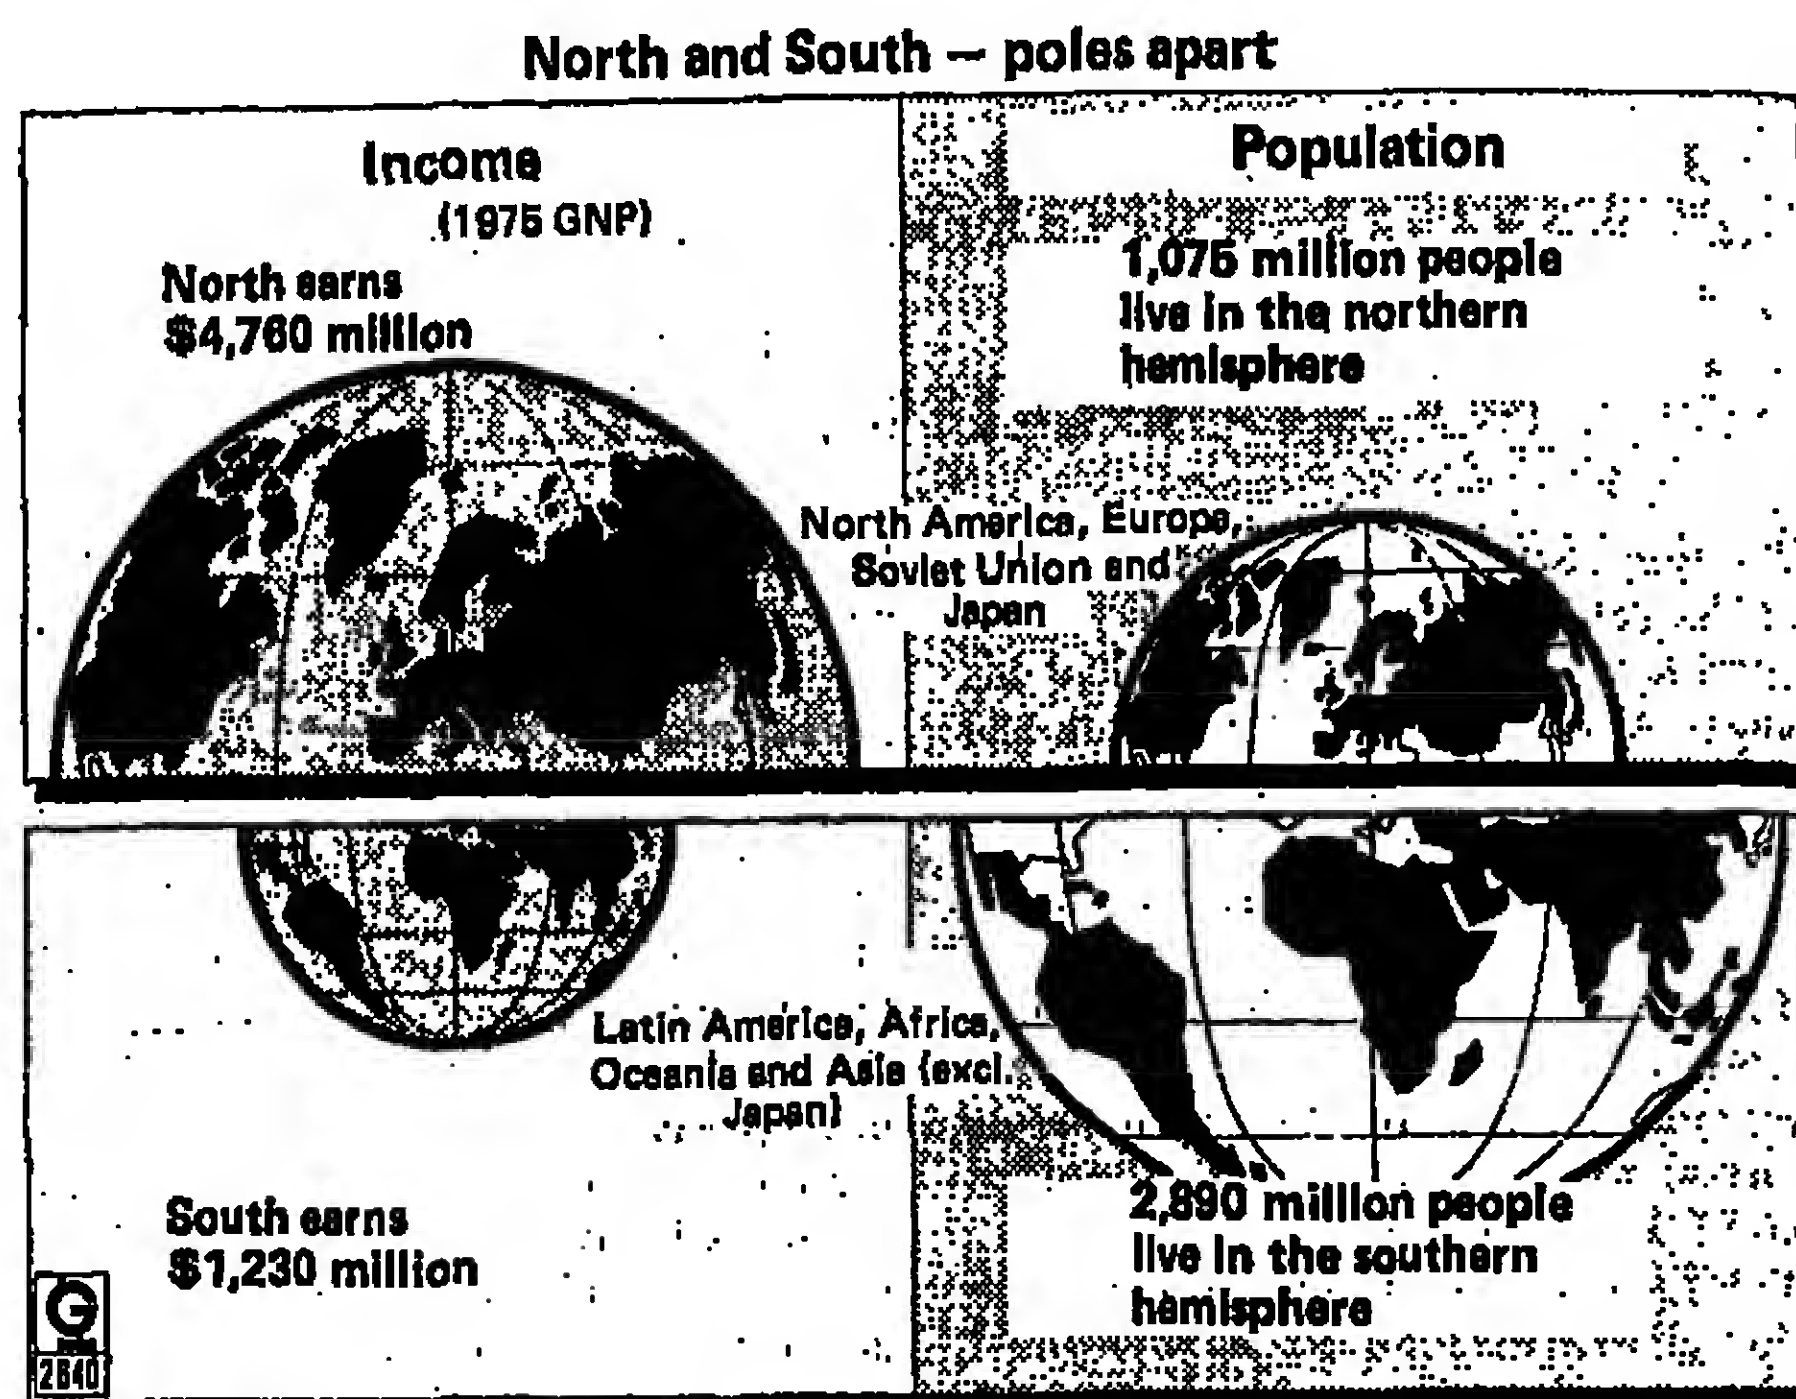 North and South – poles apart
Income
(1975 GNP)
North earns
$4,760 million
Population
1,075 million people
live in the northern
hemisphere
North America, Europe,
Soviet Union and
Japan
Latin America, Africa,
Oceania and Asia (excl.
Japan)
South earns
$1,230 million
2,890 million people
live in the southern
hemisphere
G
2640